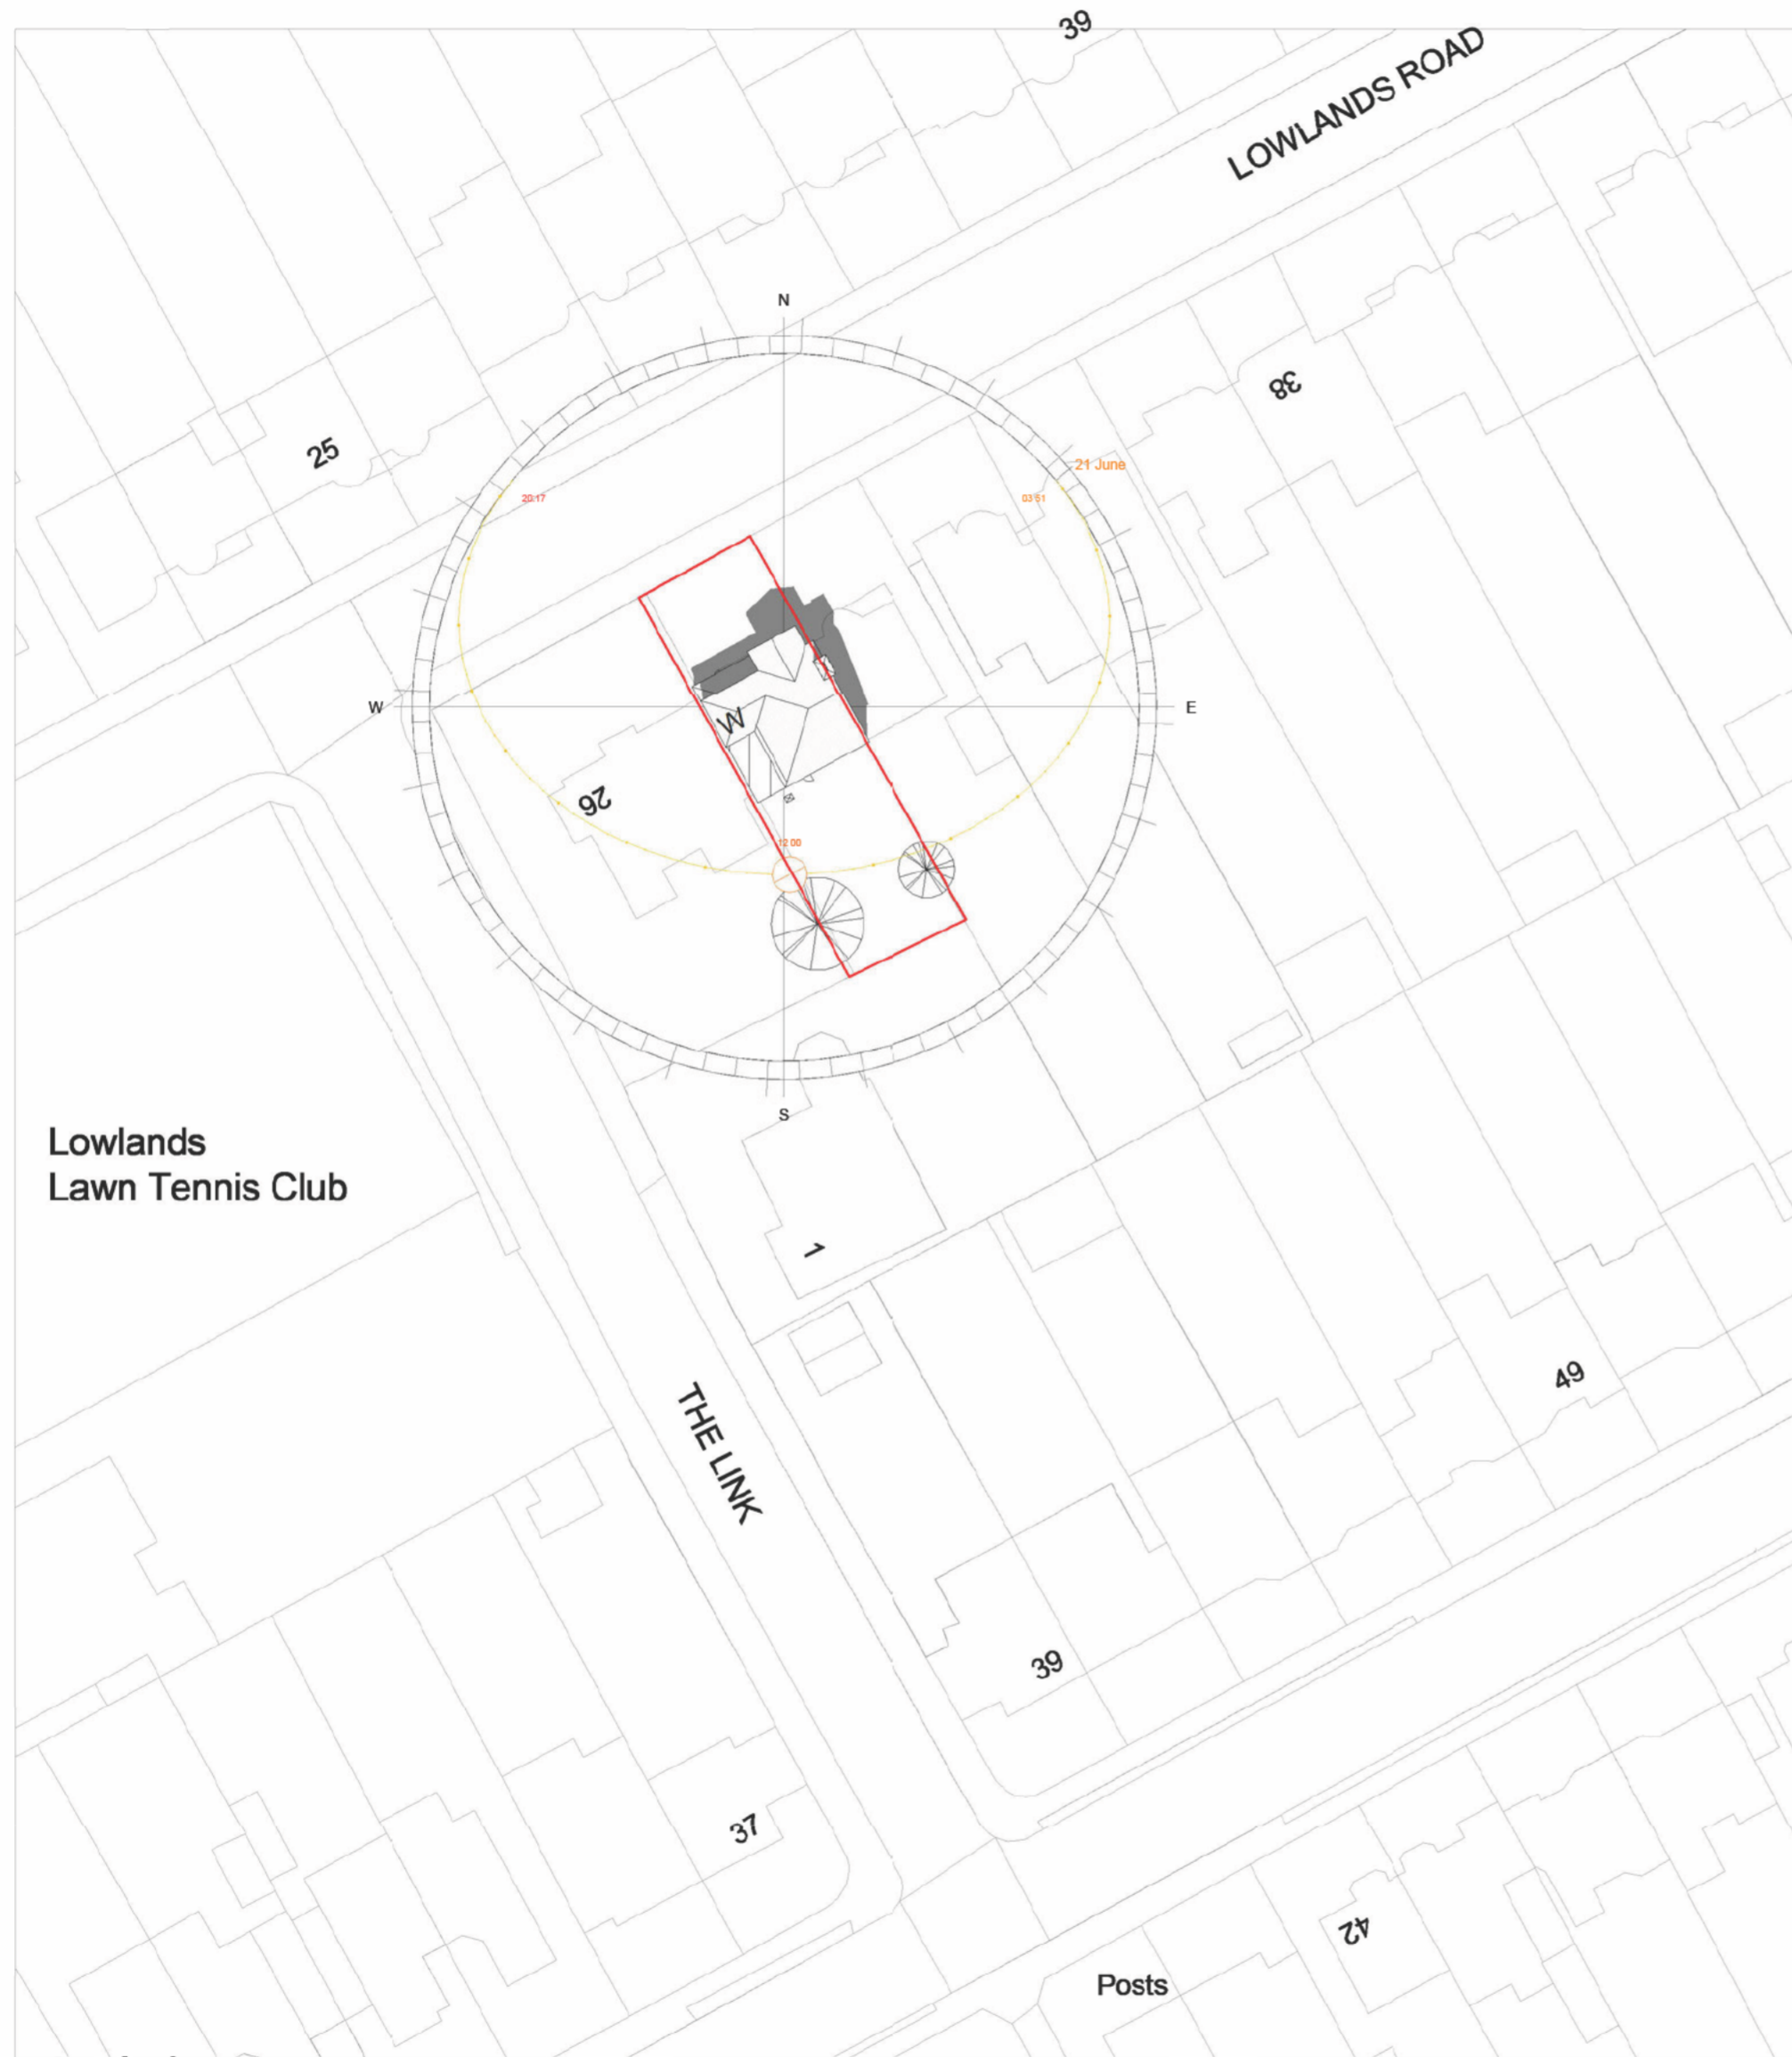 39
LOWLANDS ROAD
N
38
25
21 June
20:17
03:51
W
E
W
26
12:00
S
Lowlands
Lawn Tennis Club
1
THE LINK
49
39
37
42
Posts